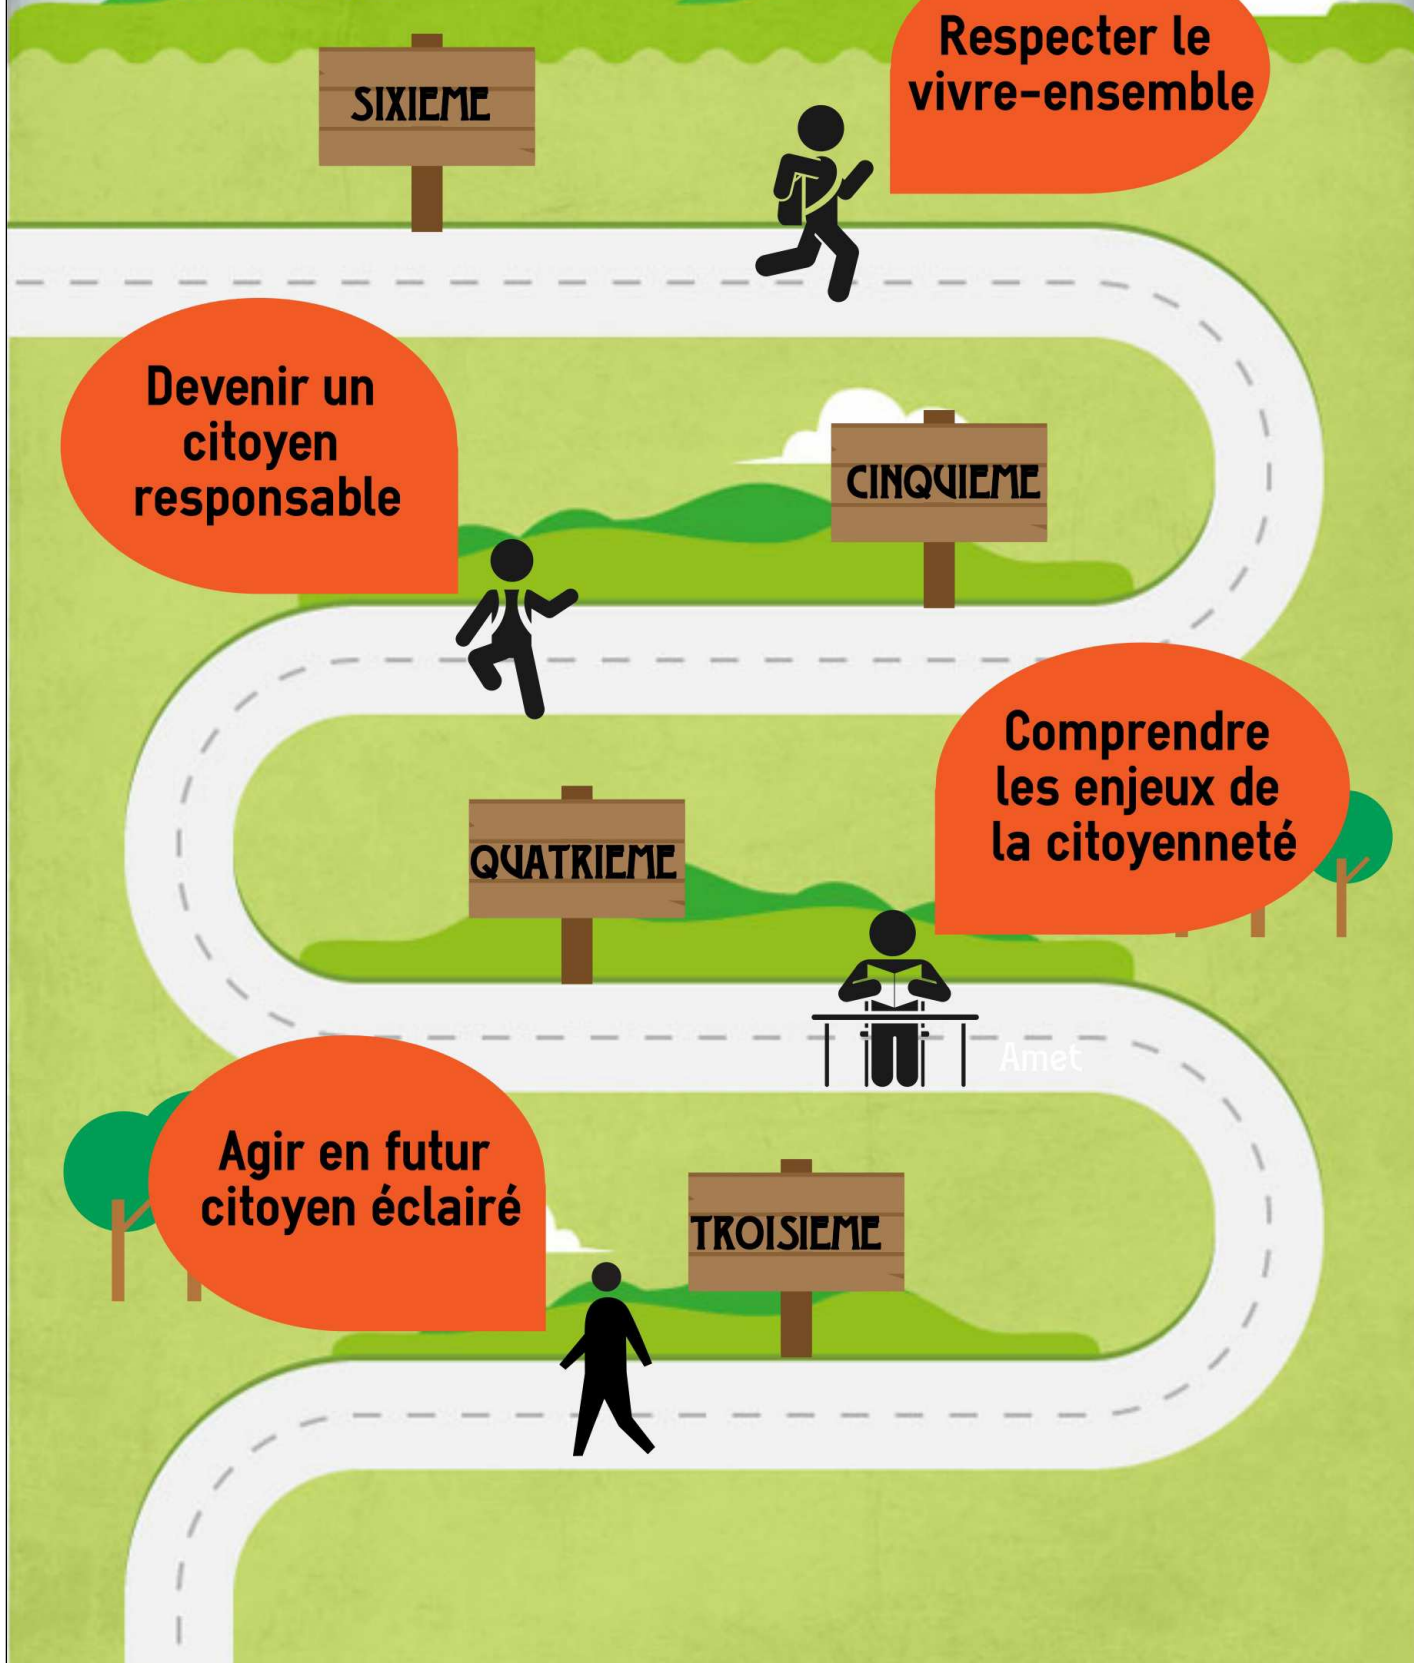 Respecter le
vivre-ensemble
SIXIEME
Devenir un
citoyen
responsable
CINQUIEME
Comprendre
les enjeux de
la citoyenneté
QUATRIEME
Amet
Agir en futur
citoyen éclairé
TROISIEME